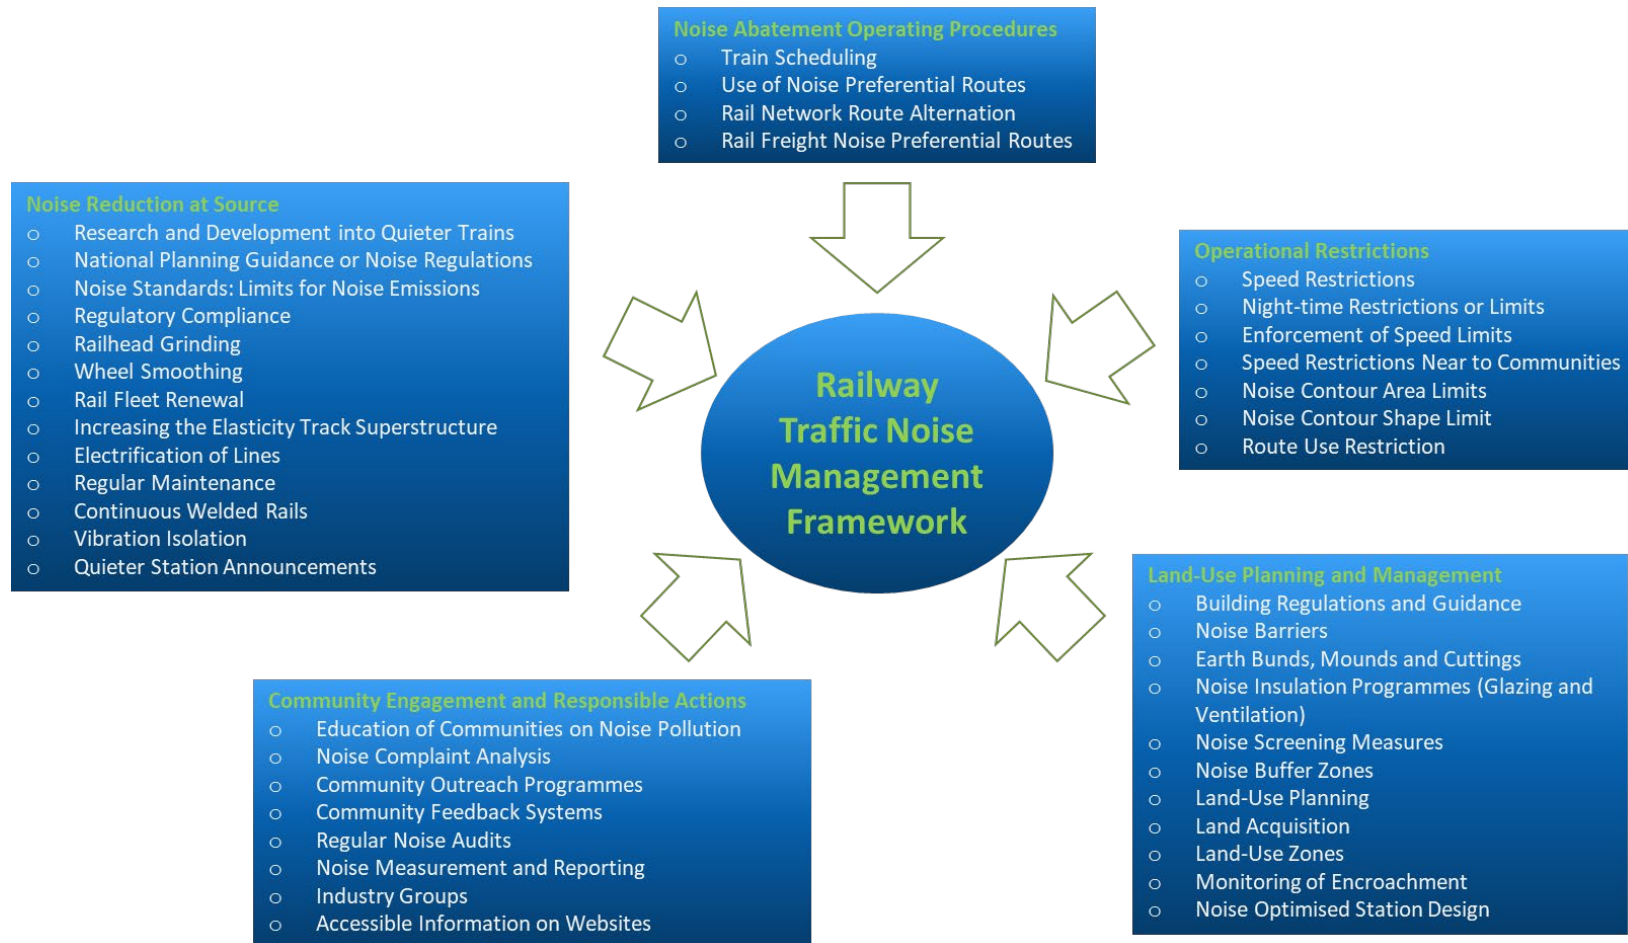 Noise Abatement Operating Procedures
o Train Scheduling
o Use of Noise Preferential Routes
o Rail Network Route Alternation
o Rail Freight Noise Preferential Routes
Noise Reduction at Source
o Research and Development into Quieter Trains
o National Planning Guidance or Noise Regulations
o Noise Standards: Limits for Noise Emissions
o Regulatory Compliance
o Railhead Grinding
o Wheel Smoothing
o Rail Fleet Renewal
o Increasing the Elasticity Track Superstructure
o Electrification of Lines
o Regular Maintenance
o Continuous Welded Rails
o Vibration Isolation
o Quieter Station Announcements
Operational Restrictions
o Speed Restrictions
o Night-time Restrictions or Limits
o Enforcement of Speed Limits
o Speed Restrictions Near to Communities
o Noise Contour Area Limits
o Noise Contour Shape Limit
o Route Use Restriction
Railway
Traffic Noise
Management
Framework
Land-Use Planning and Management
o Building Regulations and Guidance
o Noise Barriers
o Earth Bunds, Mounds and Cuttings
o Noise Insulation Programmes (Glazing and
Ventilation)
o Noise Screening Measures
o Noise Buffer Zones
o Land-Use Planning
o Land Acquisition
o Land-Use Zones
o Monitoring of Encroachment
o Noise Optimised Station Design
Community Engagement and Responsible Actions
o Education of Communities on Noise Pollution
o Noise Complaint Analysis
o Community Outreach Programmes
o Community Feedback Systems
o Regular Noise Audits
o Noise Measurement and Reporting
o Industry Groups
o Accessible Information on Websites